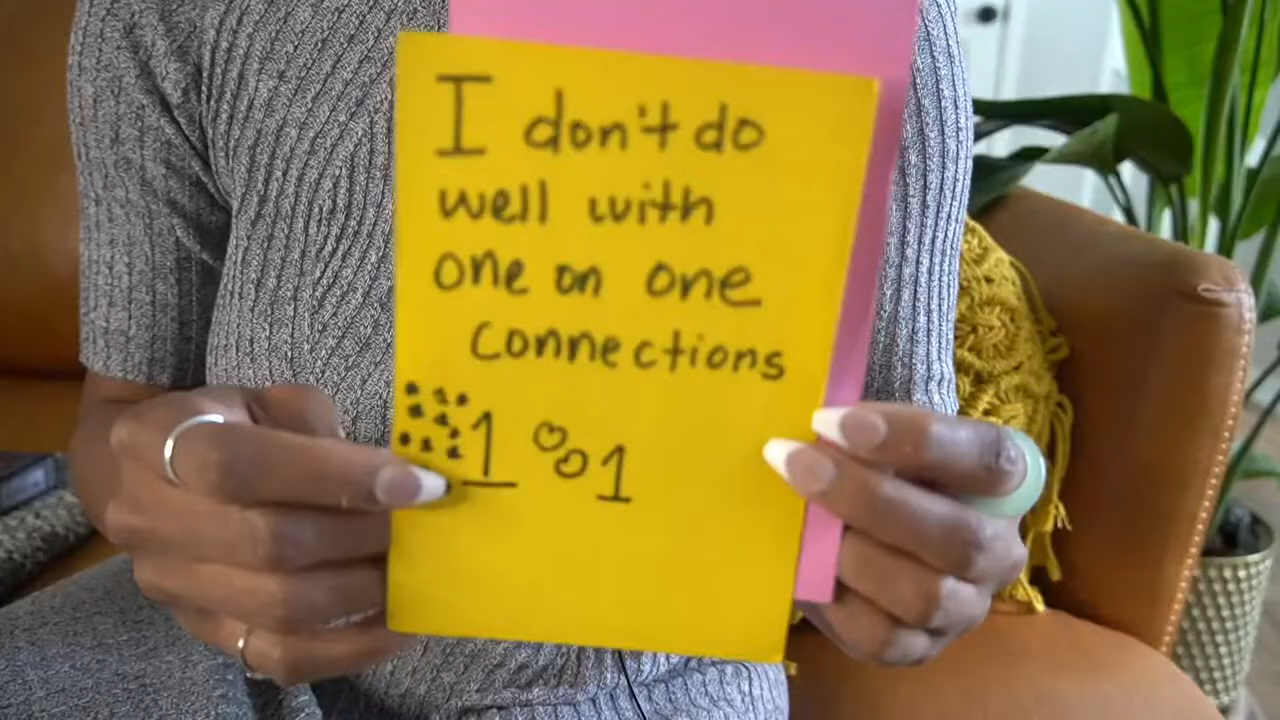 I don't do
well with
one on one
connections
1 1